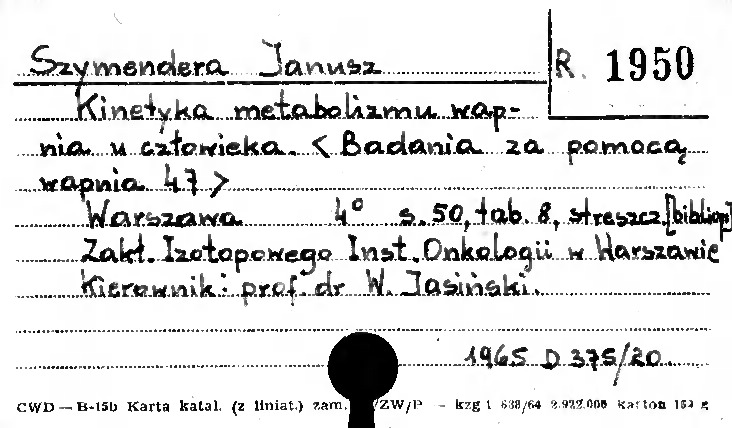 Szymendera Janusz
R. 1950
Kinetyka metabolizmu wap-
nia u człowieka. < Badania za pomocą
wapnia 47 >
Warszawa 4° s. 50, tab. 8, streszcz. [bibliogr]
Zakł. Izotopowego Inst. Onkologii w Warszawie
Kierownik: prof. dr W. Jasiński.
1965 D 375/20
CWD — B-15b Karta katal. (z liniat.) zam. /ZW/P - kzg 1 638/64 2.922.000 karton 150 g